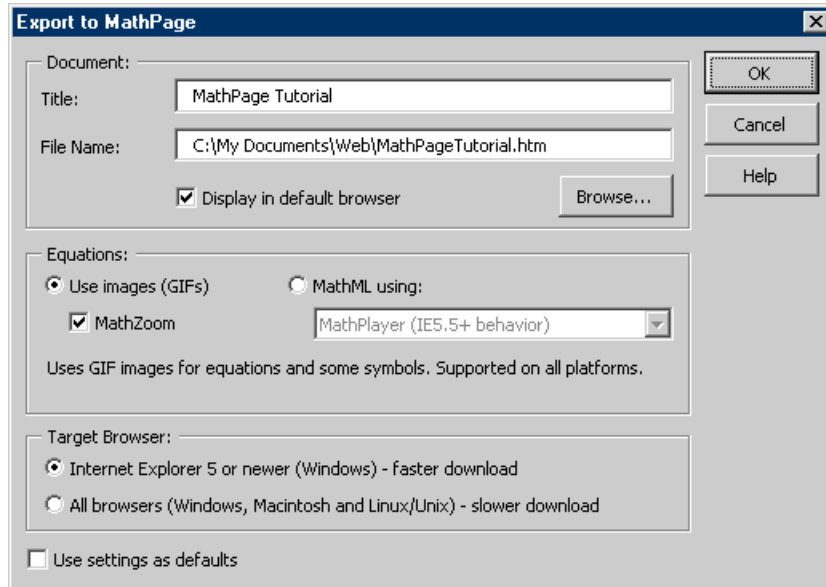 Export to MathPage
Document:
Title:
MathPage Tutorial
File Name:
C:\My Documents\Web\MathPageTutorial.htm
Display in default browser
Browse...
OK
Cancel
Help
Equations:
Use images (GIFs)
MathML using:
MathZoom
MathPlayer (IE5.5+ behavior)
Uses GIF images for equations and some symbols. Supported on all platforms.
Target Browser:
Internet Explorer 5 or newer (Windows) - faster download
All browsers (Windows, Macintosh and Linux/Unix) - slower download
Use settings as defaults